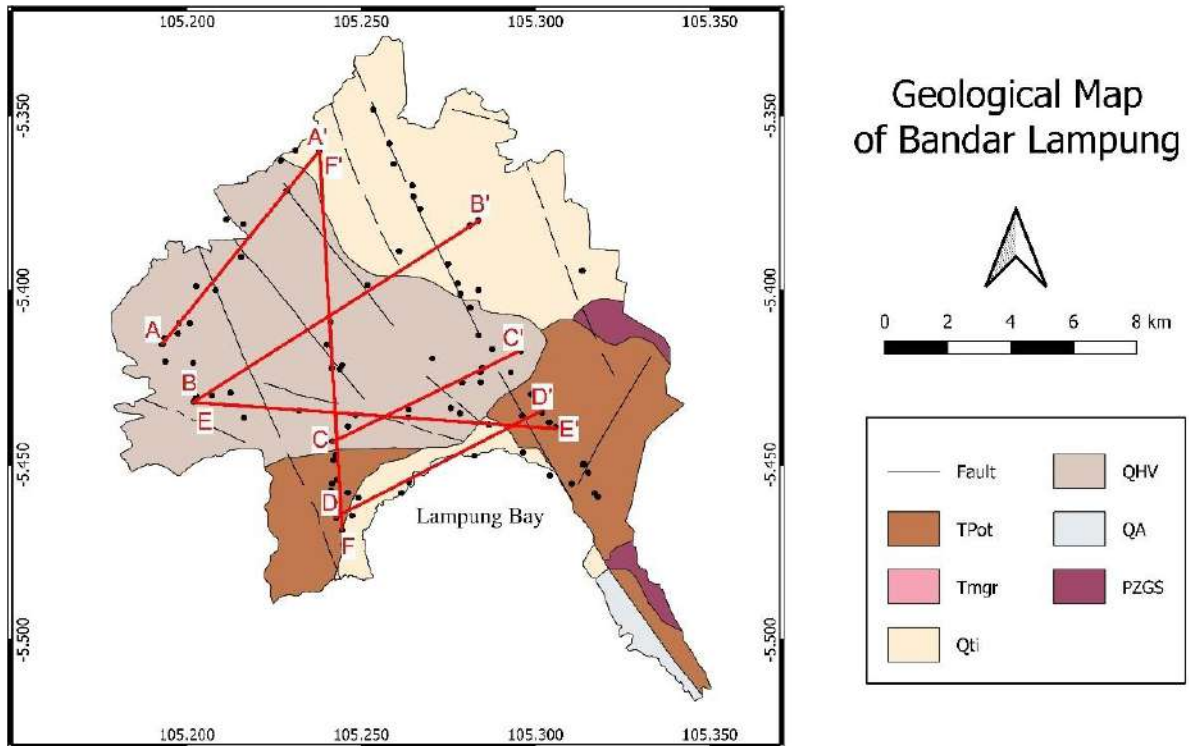 105.200 105.250 105.300 105.350
Geological Map
of Bandar Lampung
-5.350
-5.400
-5.450
-5.500
-5.350
-5.400
-5.450
-5.500
A'
F'
B'
A
B
E
C'
D'
E'
C
D
F
Lampung Bay
0 2 4 6 8 km
Fault
QHV
TPot
QA
Tmgr
PZGS
Qti
105.200 105.250 105.300 105.350